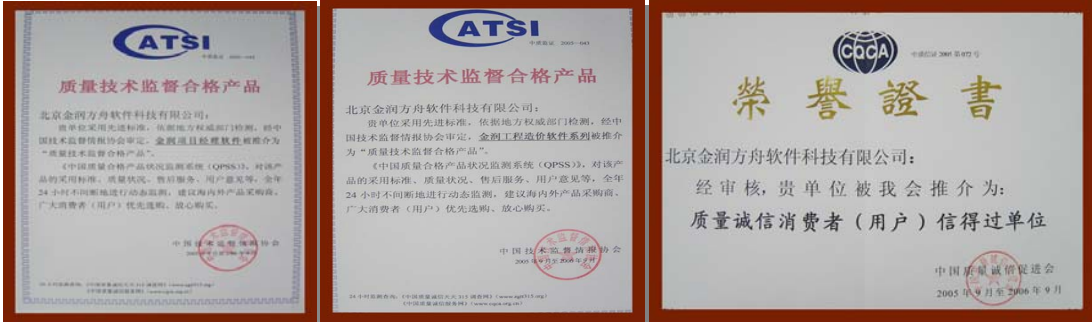 ATSI
质量技术监督合格产品
北京金润方舟软件科技有限公司:
贵单位采用先进标准、依据地方权威部门检测，经中
国技术监督情报协会审定，金润项目经理软件被推介为
“质量技术监督合格产品”。
《中国质量合格产品状况监测系统（QPSS）》，对该产
品的采用标准、质量状况、售后服务、用户意见等，全年
24小时不间断地进行动态监测，建议海内外产品采购商、
广大消费者（用户）优先选购、放心购买。
中国技术监督情报协会
ATSI
中质监证 2005-043
质量技术监督合格产品
北京金润方舟软件科技有限公司:
贵单位采用先进标准、依据地方权威部门检测，经中
国技术监督情报协会审定，金润工程造价软件系列被推介
为“质量技术监督合格产品”。
《中国质量合格产品状况监测系统（QPSS）》，对该产
品的采用标准、质量状况、售后服务、用户意见等，全年
24小时不间断地进行动态监测，建议海内外产品采购商、
广大消费者（用户）优先选购、放心购买。
中国技术监督情报协会
2005年9月至2006年9月
CQCA
榮譽證書
北京金润方舟软件科技有限公司：
经审核，贵单位被我会推介为：
质量诚信消费者（用户）信得过单位
中国质量诚信促进会
2005年9月至2006年9月